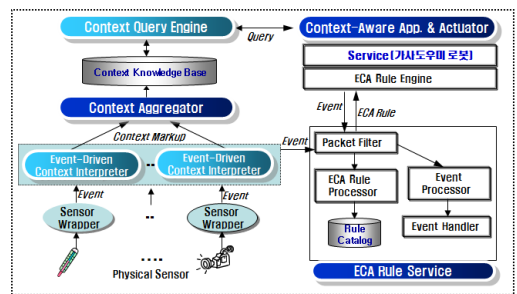 Context Query Engine
Query
Context-Aware App. & Actuator
Service(가사도우미 로봇)
ECA Rule Engine
Context Knowledge Base
Context Aggregator
Context Markup
Event
ECA Rule
Event
Packet Filter
Event-Driven
Context Interpreter
..
Event-Driven
Context Interpreter
ECA Rule
Processor
Event
Processor
Event
Event
Sensor
Wrapper
..
Sensor
Wrapper
Rule
Catalog
Event Handler
....
Physical Sensor
ECA Rule Service